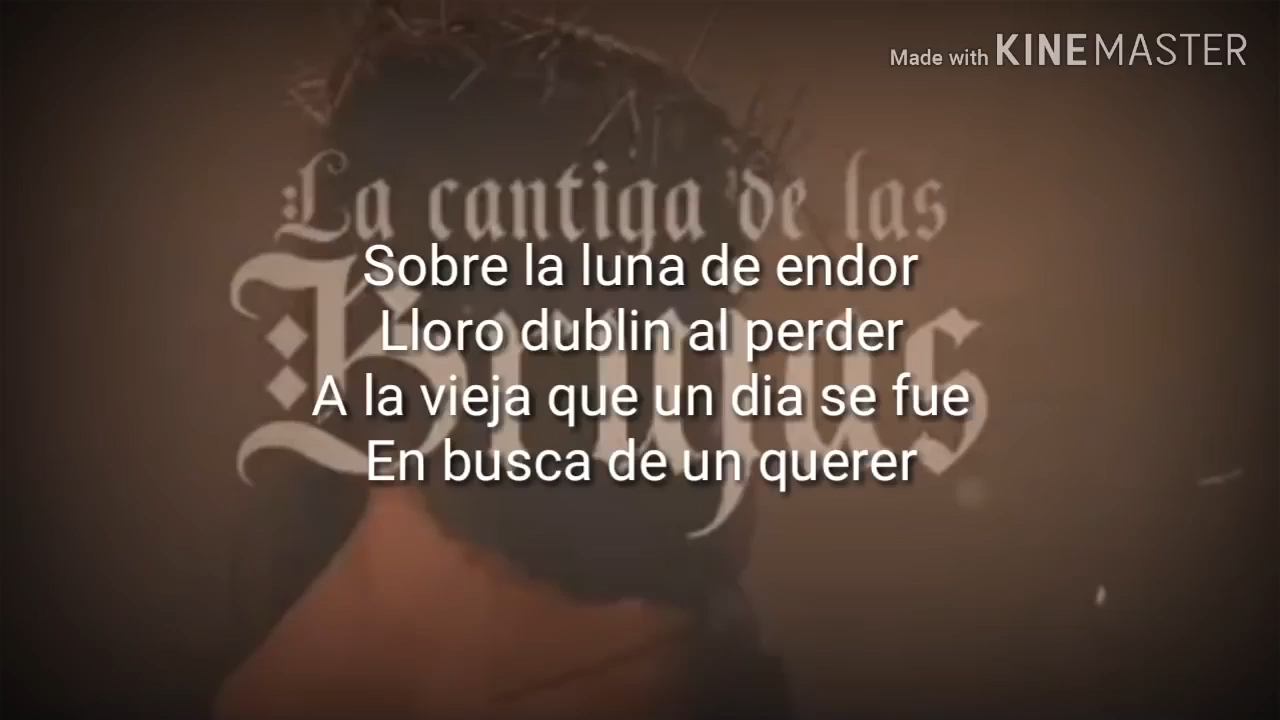 Made with KINEMASTER
La cantiga de las
Brujas
Sobre la luna de endor
Lloro dublin al perder
A la vieja que un dia se fue
En busca de un querer